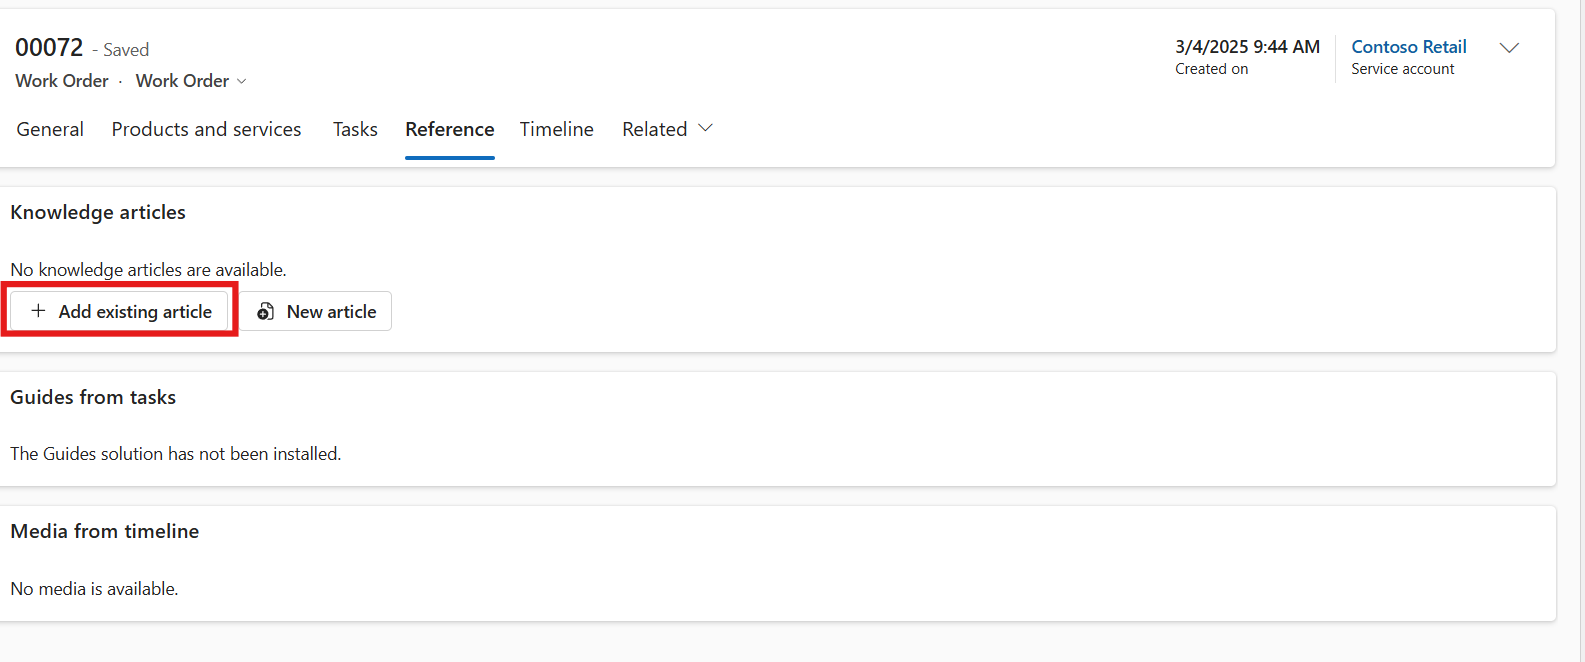 00072 - Saved
Work Order · Work Order
3/4/2025 9:44 AM
Created on
Contoso Retail
Service account
General Products and services Tasks Reference Timeline Related
Knowledge articles
No knowledge articles are available.
+ Add existing article New article
Guides from tasks
The Guides solution has not been installed.
Media from timeline
No media is available.